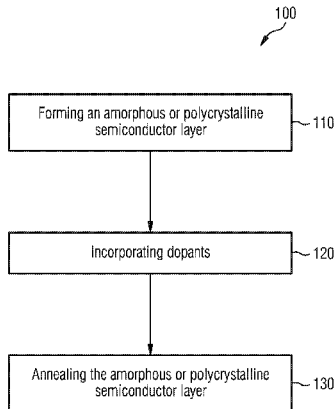 100
Forming an amorphous or polycrystalline
semiconductor layer
110
Incorporating dopants
120
Annealing the amorphous or polycrystalline
semiconductor layer
130